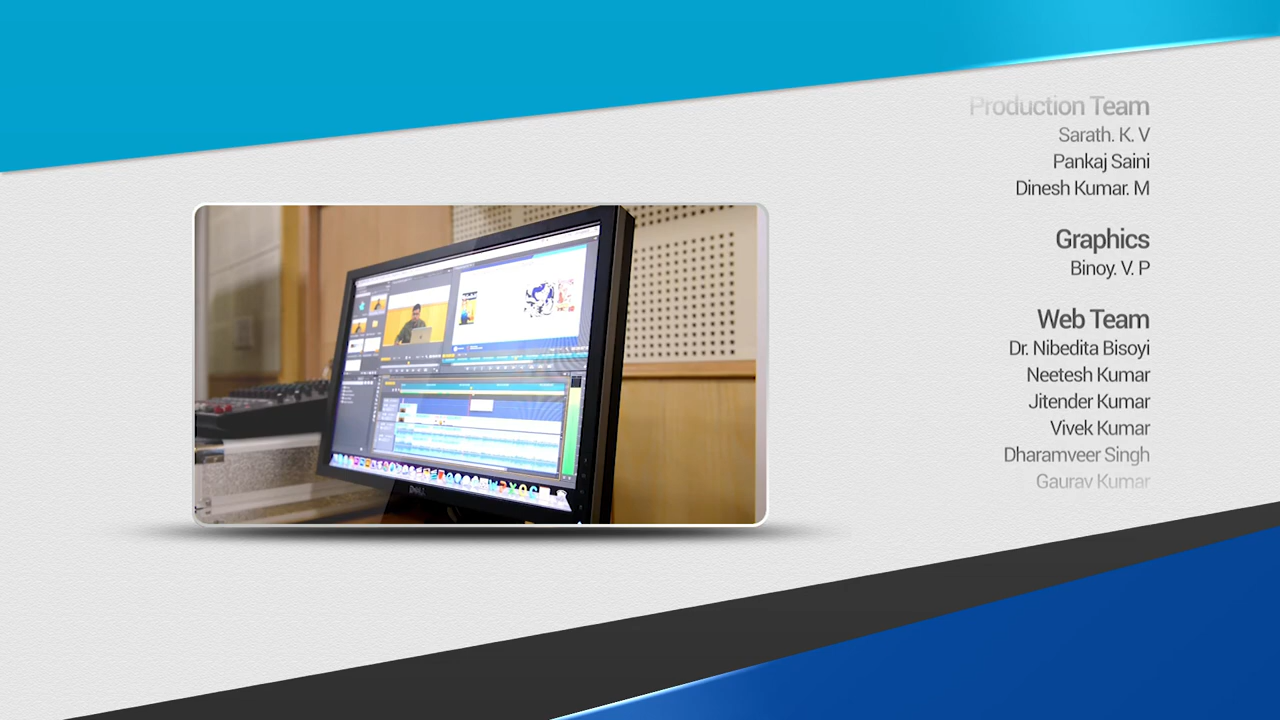 Production Team
Sarath. K. V
Pankaj Saini
Dinesh Kumar. M
Graphics
Binoy. V. P
Web Team
Dr. Nibedita Bisoyi
Neetesh Kumar
Jitender Kumar
Vivek Kumar
Dharamveer Singh
Gaurav Kumar
DELL